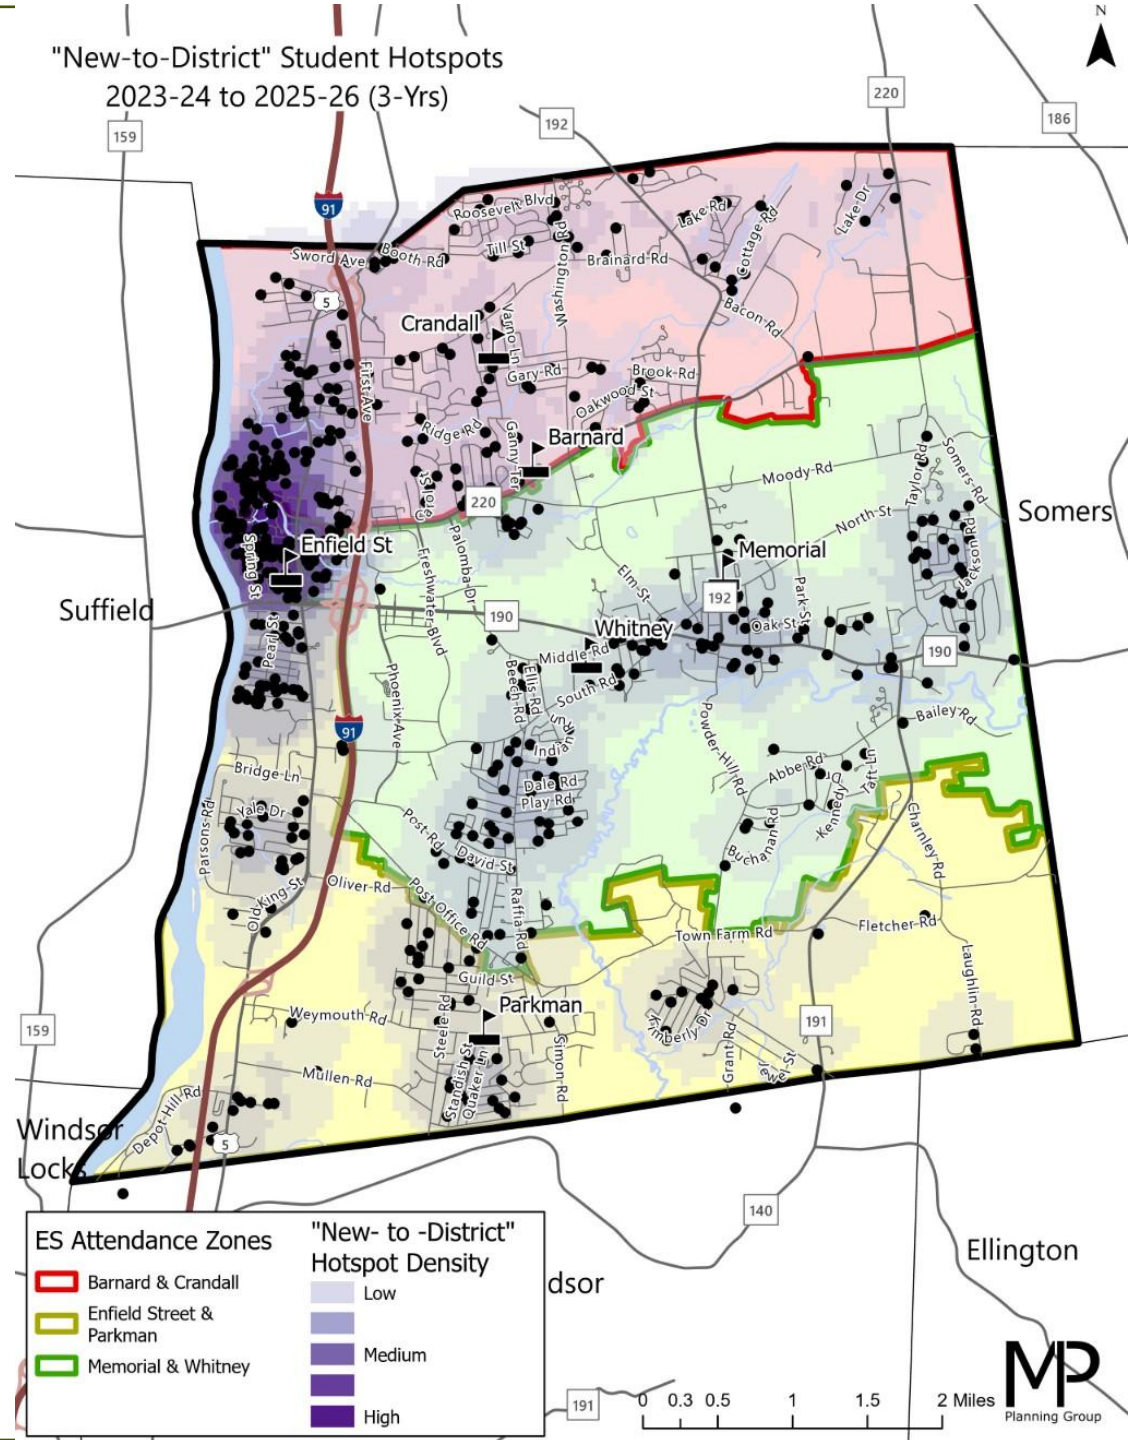 "New-to-District" Student Hotspots
2023-24 to 2025-26 (3-Yrs)
N
220
186
192
159
91
Roosevelt Blvd
Lake Rd
Lake Dr
Cottage Rd
Till St
Washington Rd
Booth Rd
Sword Ave
Brainard Rd
5
Bacon Rd
Crandall
Varno Ln
First Ave
Gary Rd
Brook Rd
Oakwood St
Ridge Rd
Ganny Ter
Barnard
Moody Rd
Taylor Rd
Somers Rd
220
North St
Somers
Jackson Rd
Enfield St
Spring St
Palomba Dr
Freshwater Blvd
Memorial
Elm St
Park St
192
Suffield
190
Whitney
Oak St
Pearl St
Middle Rd
190
Beech Rd
Ellis Rd
South Rd
Phoenix Ave
Powder Hill Rd
Bailey Rd
91
Bridge Ln
Abbe Rd
Taft Ln
Dale Rd
Play Rd
Yale Dr
Parsons Rd
Post Rd
David St
Kennedy Dr
Buchanan Rd
Charnley Rd
Oliver Rd
Old King St
Post Office Rd
Raffia Rd
Town Farm Rd
Fletcher Rd
Guild St
Laughlin Rd
Weymouth Rd
Steele Rd
Parkman
Kimberly Dr
191
159
Simon Rd
Grant Rd
Jewel St
Mullen Rd
Standish St
Quaker Ln
Depot Hill Rd
Windsor
Locks
5
140
Ellington
dsor
ES Attendance Zones
Barnard & Crandall
Enfield Street &
Parkman
Memorial & Whitney
"New- to -District"
Hotspot Density
Low
Medium
High
191
0 0.3 0.5 1 1.5 2 Miles
MP
Planning Group